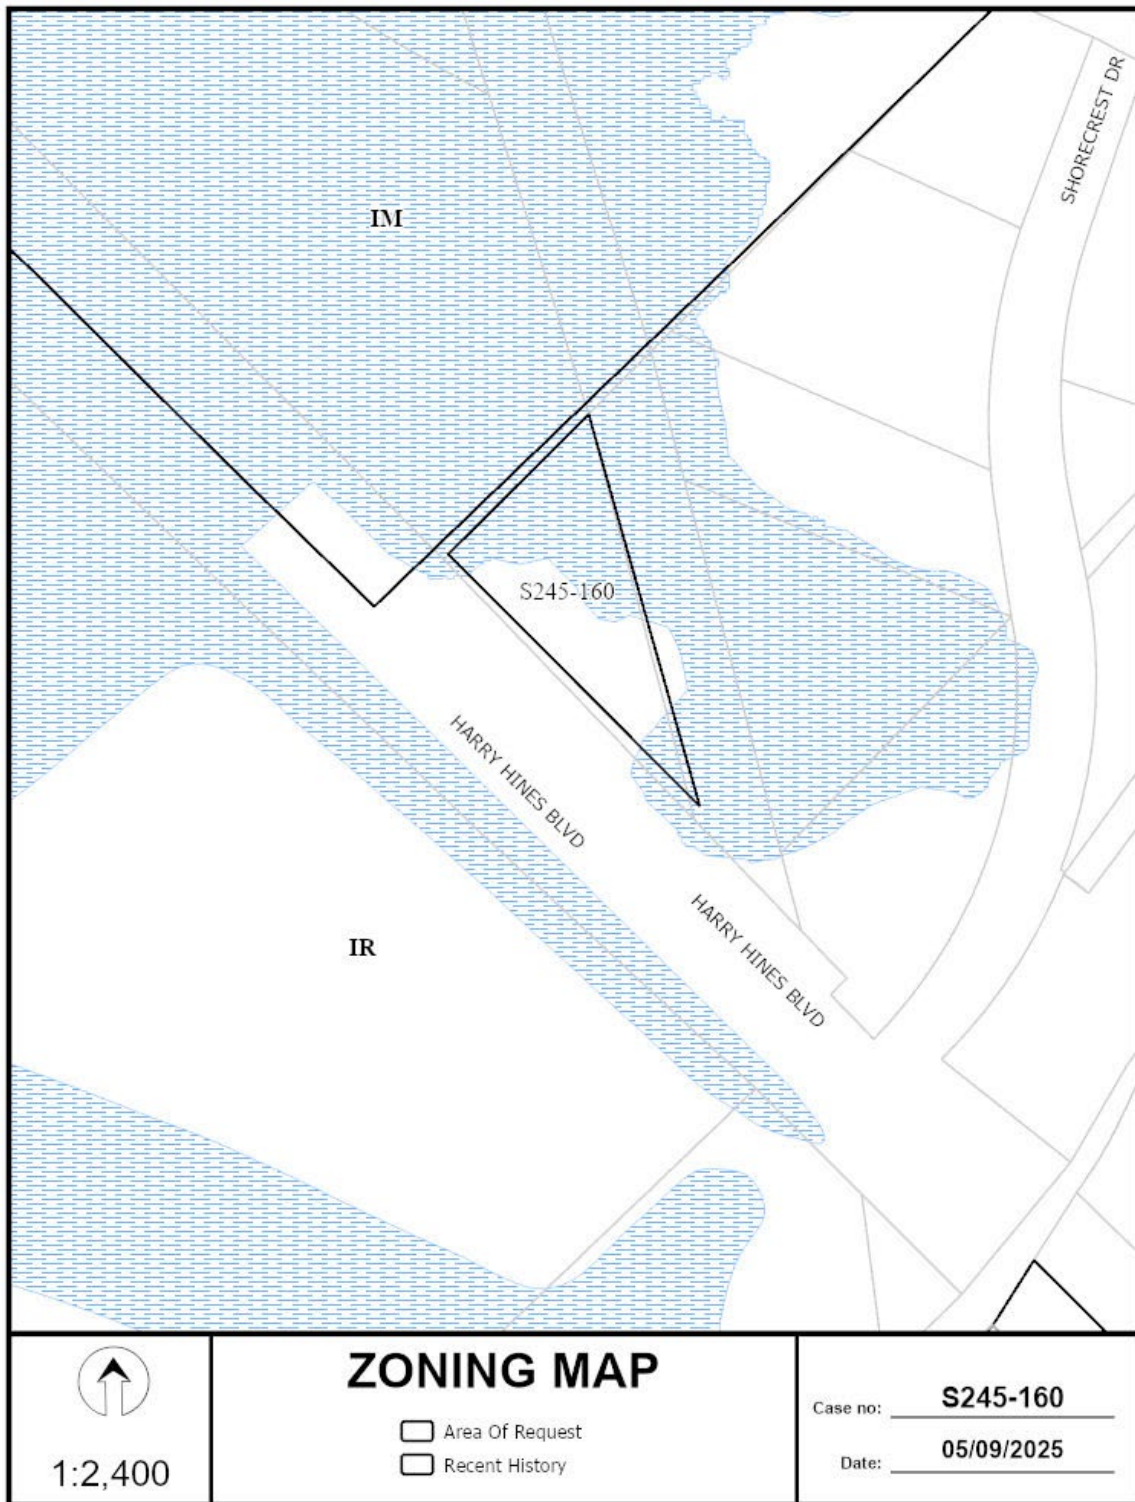 SHORECREST DR
IM
S245-160
HARRY HINES BLVD
HARRY HINES BLVD
IR
1:2,400
ZONING MAP
Area Of Request
Recent History
Case no: S245-160
Date: 05/09/2025